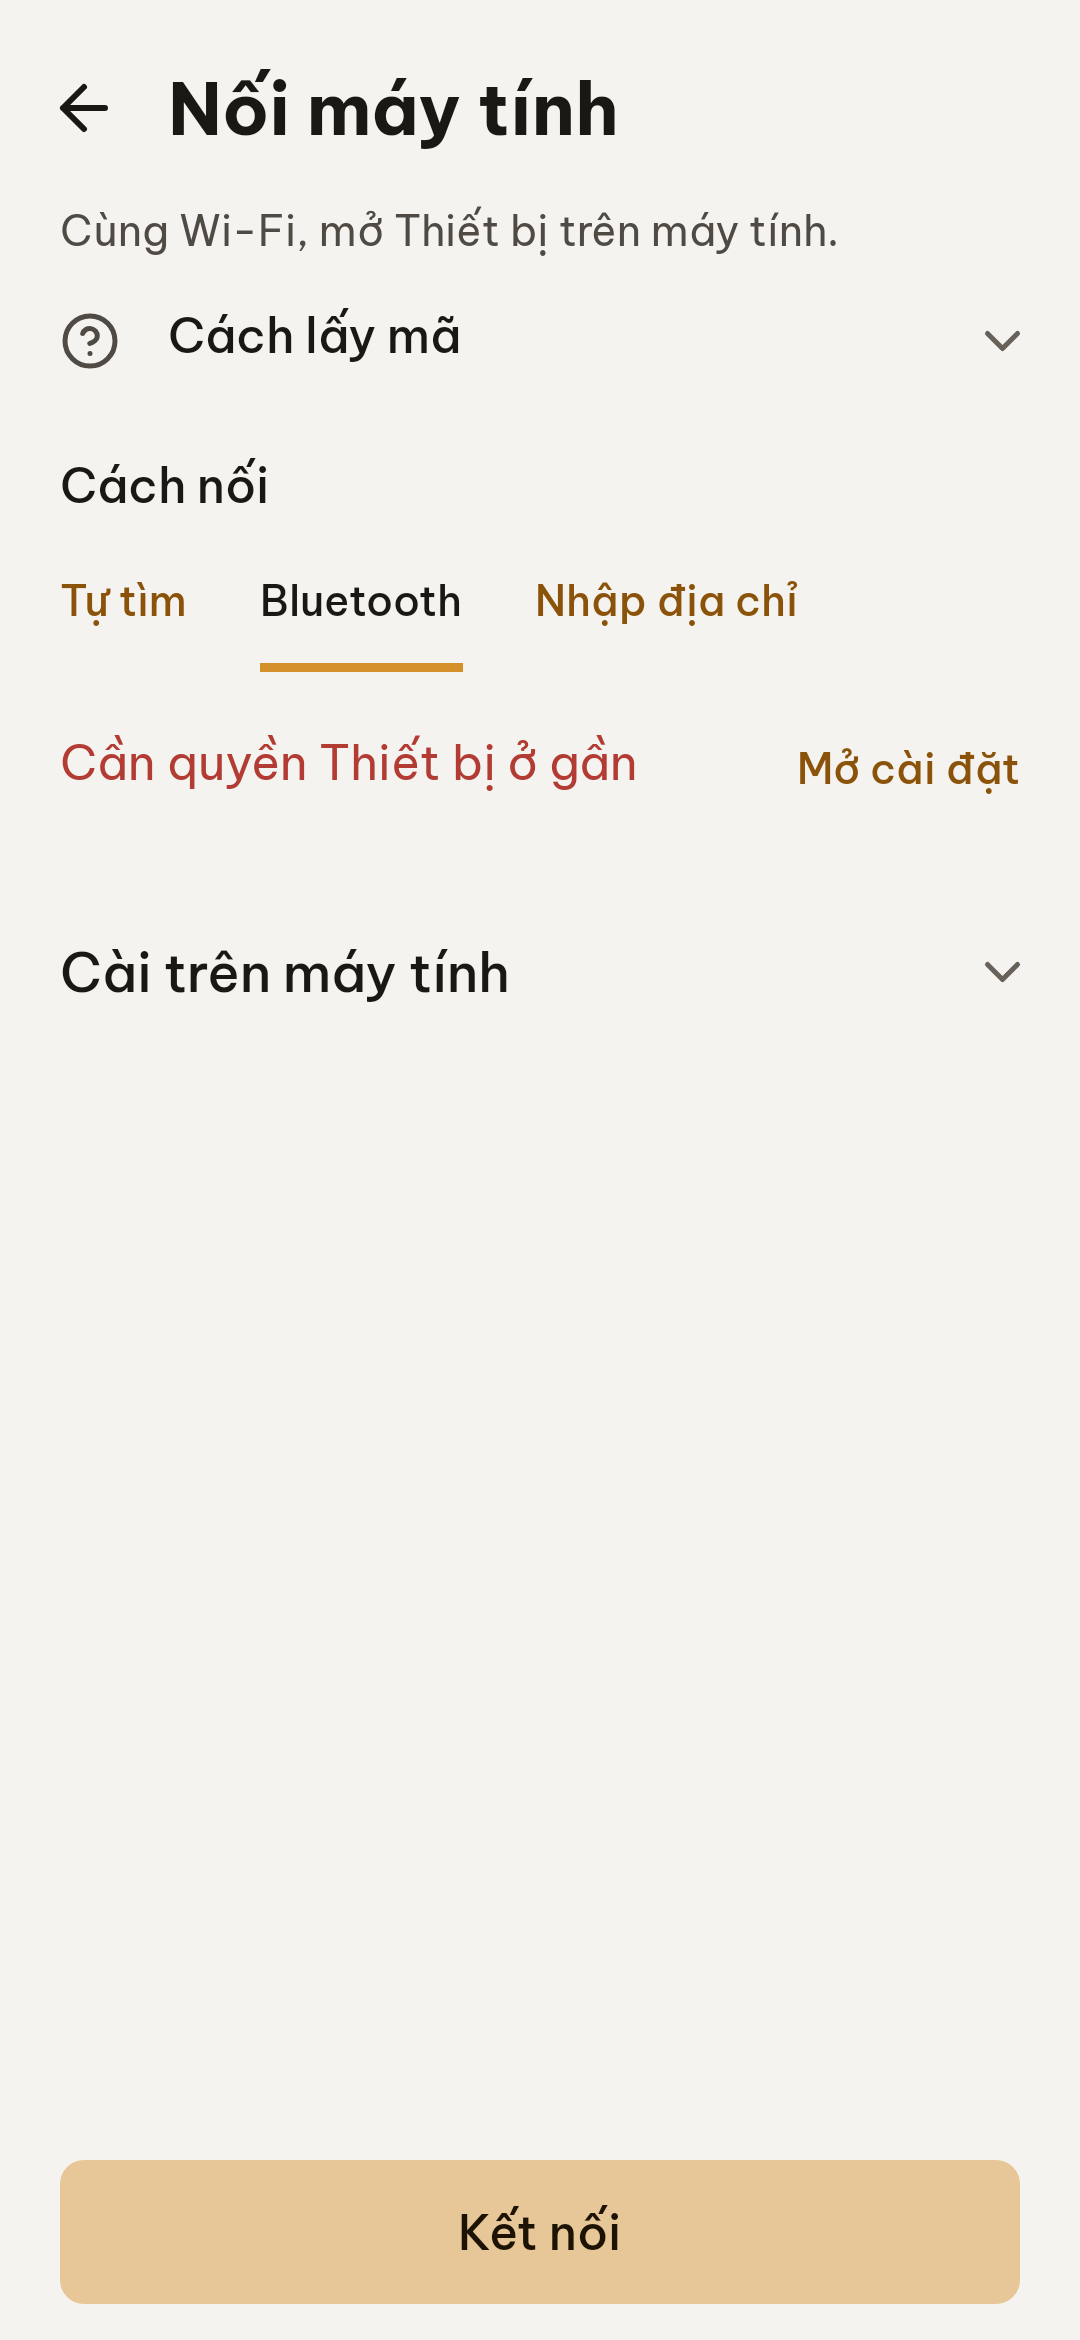 Nối máy tính
Cùng Wi-Fi, mở Thiết bị trên máy tính.
Cách lấy mã
Cách nối
Tự tìm Bluetooth Nhập địa chỉ
Cần quyền Thiết bị ở gần Mở cài đặt
Cài trên máy tính
Kết nối